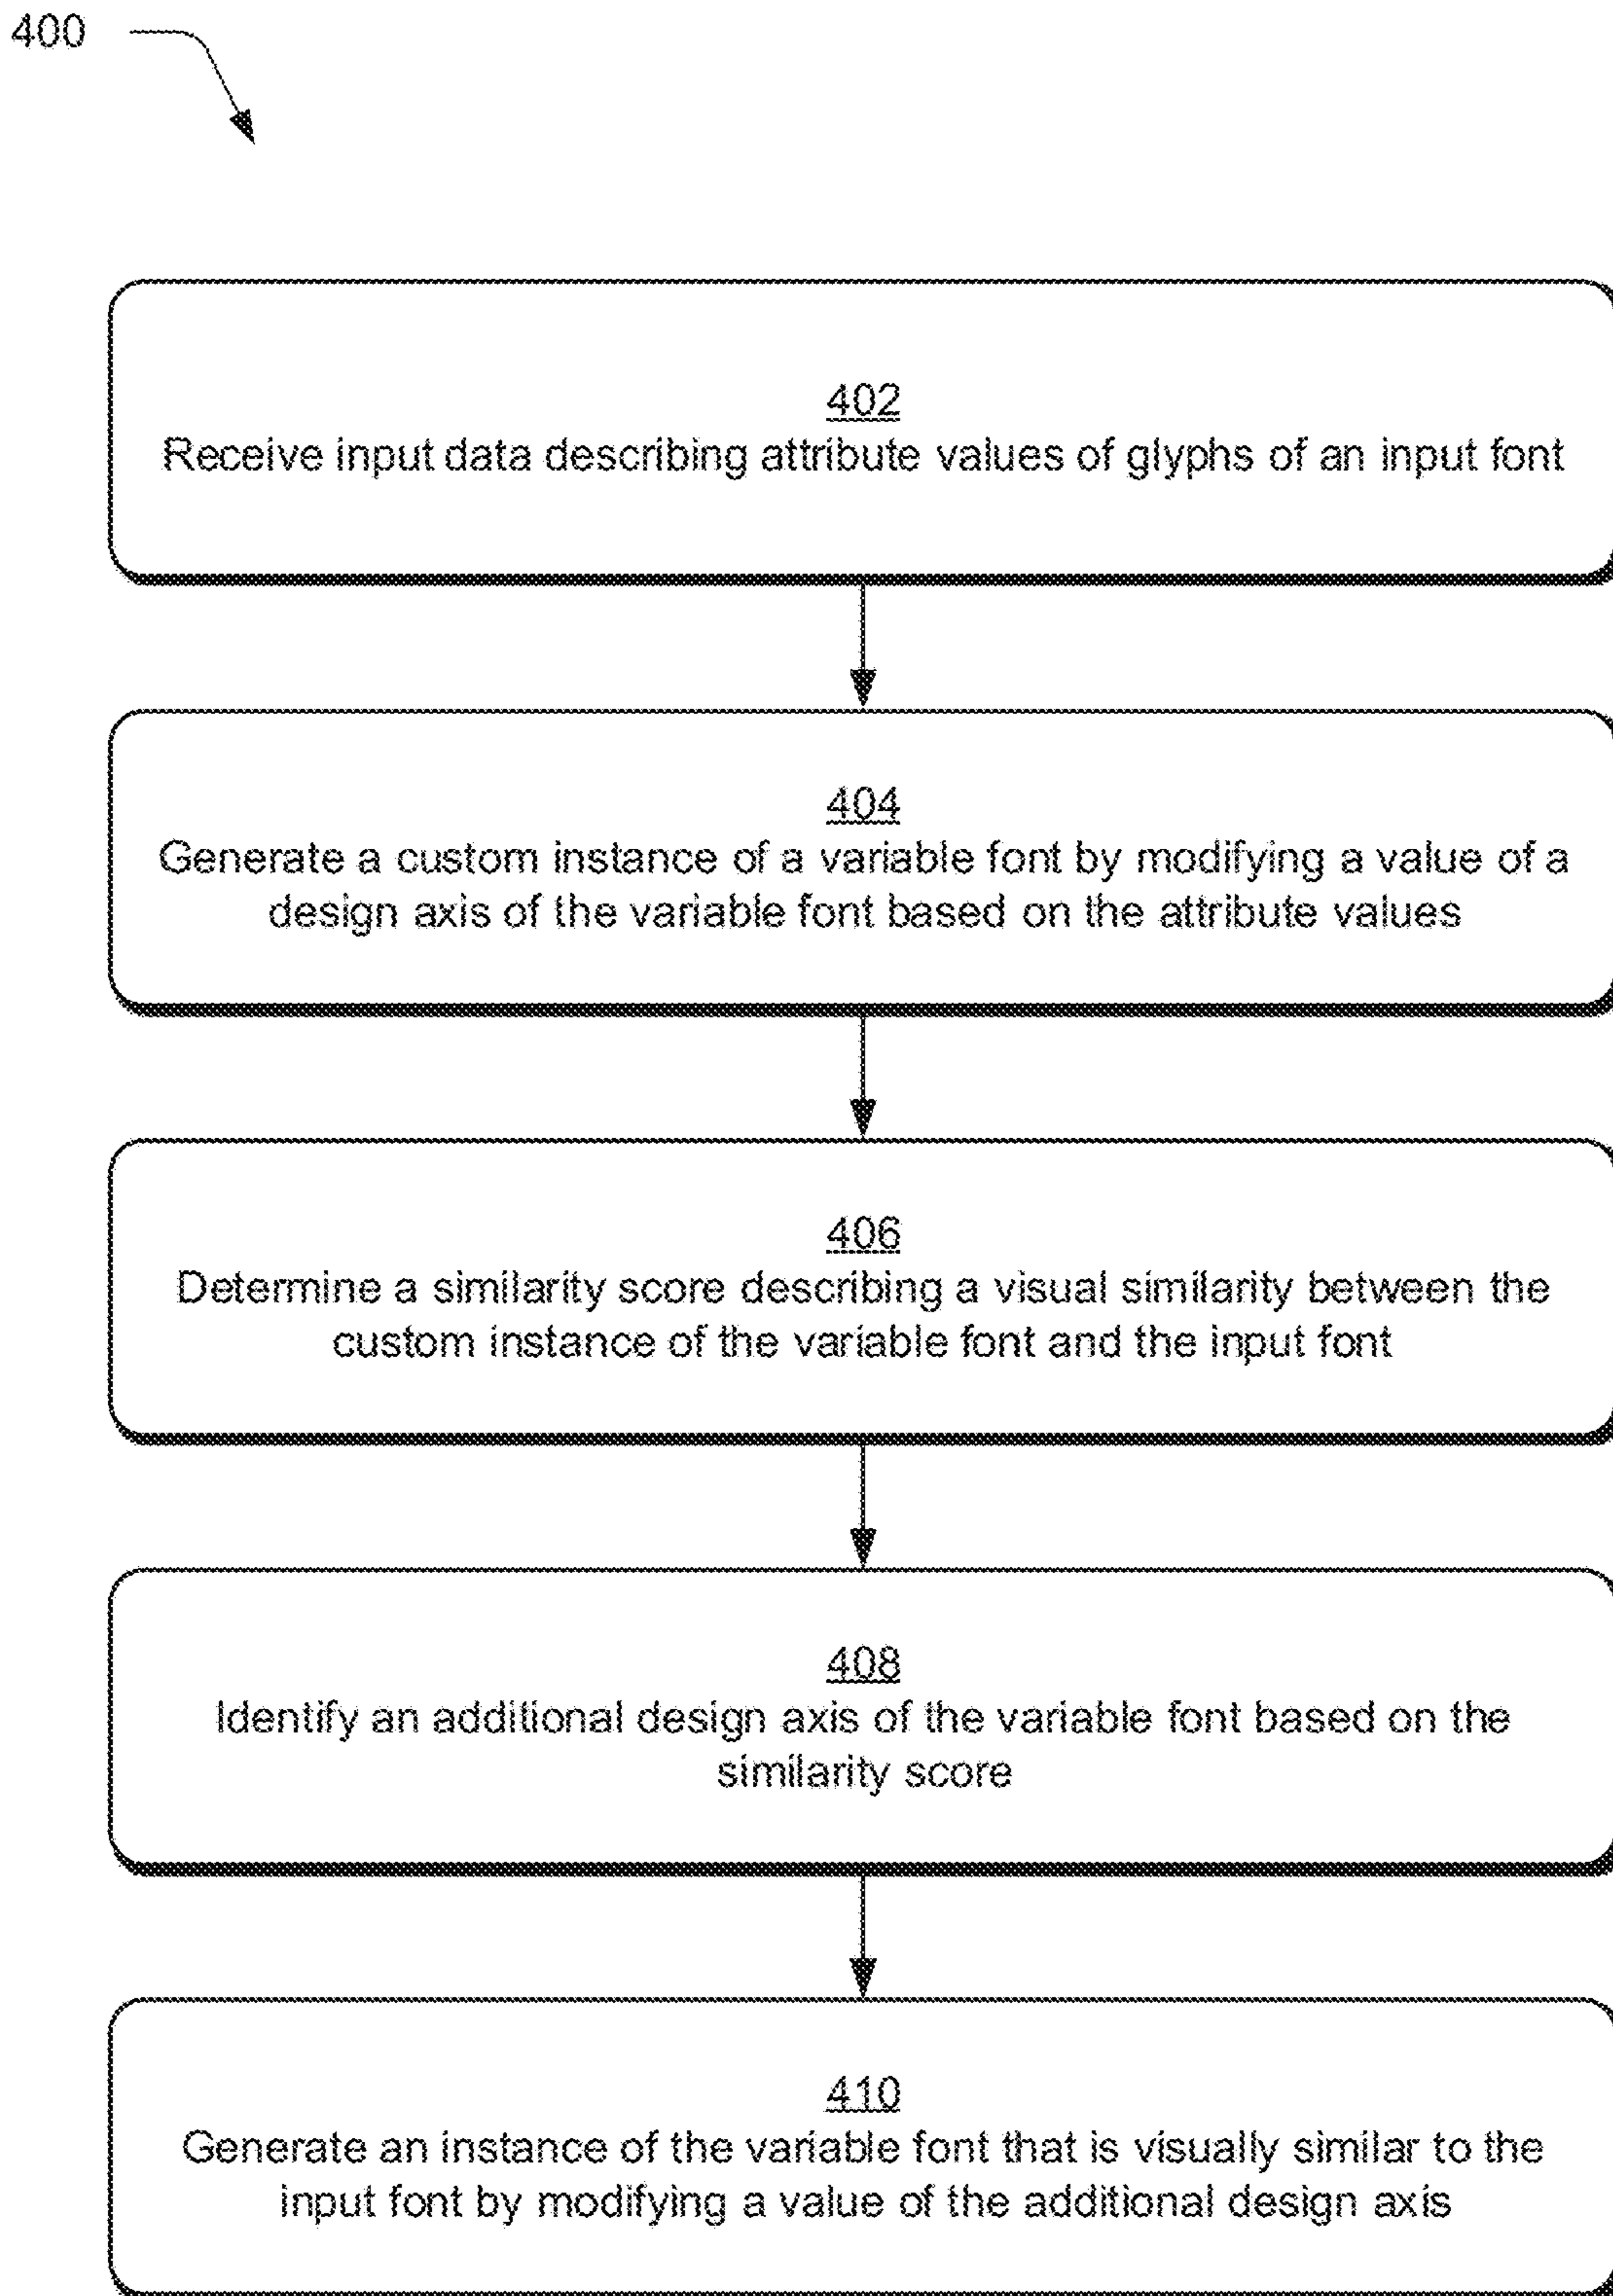 400
402
Receive input data describing attribute values of glyphs of an input font
404
Generate a custom instance of a variable font by modifying a value of a
design axis of the variable font based on the attribute values
406
Determine a similarity score describing a visual similarity between the
custom instance of the variable font and the input font
408
Identify an additional design axis of the variable font based on the
similarity score
410
Generate an instance of the variable font that is visually similar to the
input font by modifying a value of the additional design axis